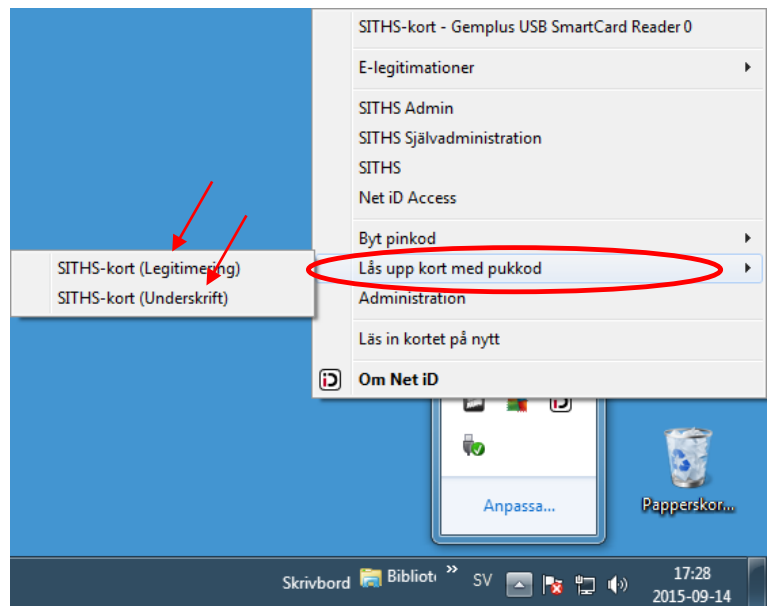 SITHS-kort - Gemplus USB SmartCard Reader 0
E-legitimationer
SITHS Admin
SITHS Självadministration
SITHS
Net iD Access
Byt pinkod
Lås upp kort med pukkod
SITHS-kort (Legitimering)
SITHS-kort (Underskrift)
Administration
Läs in kortet på nytt
Om Net iD
Anpassa...
Papperskor...
Skrivbord
Bibliot
SV
17:28
2015-09-14